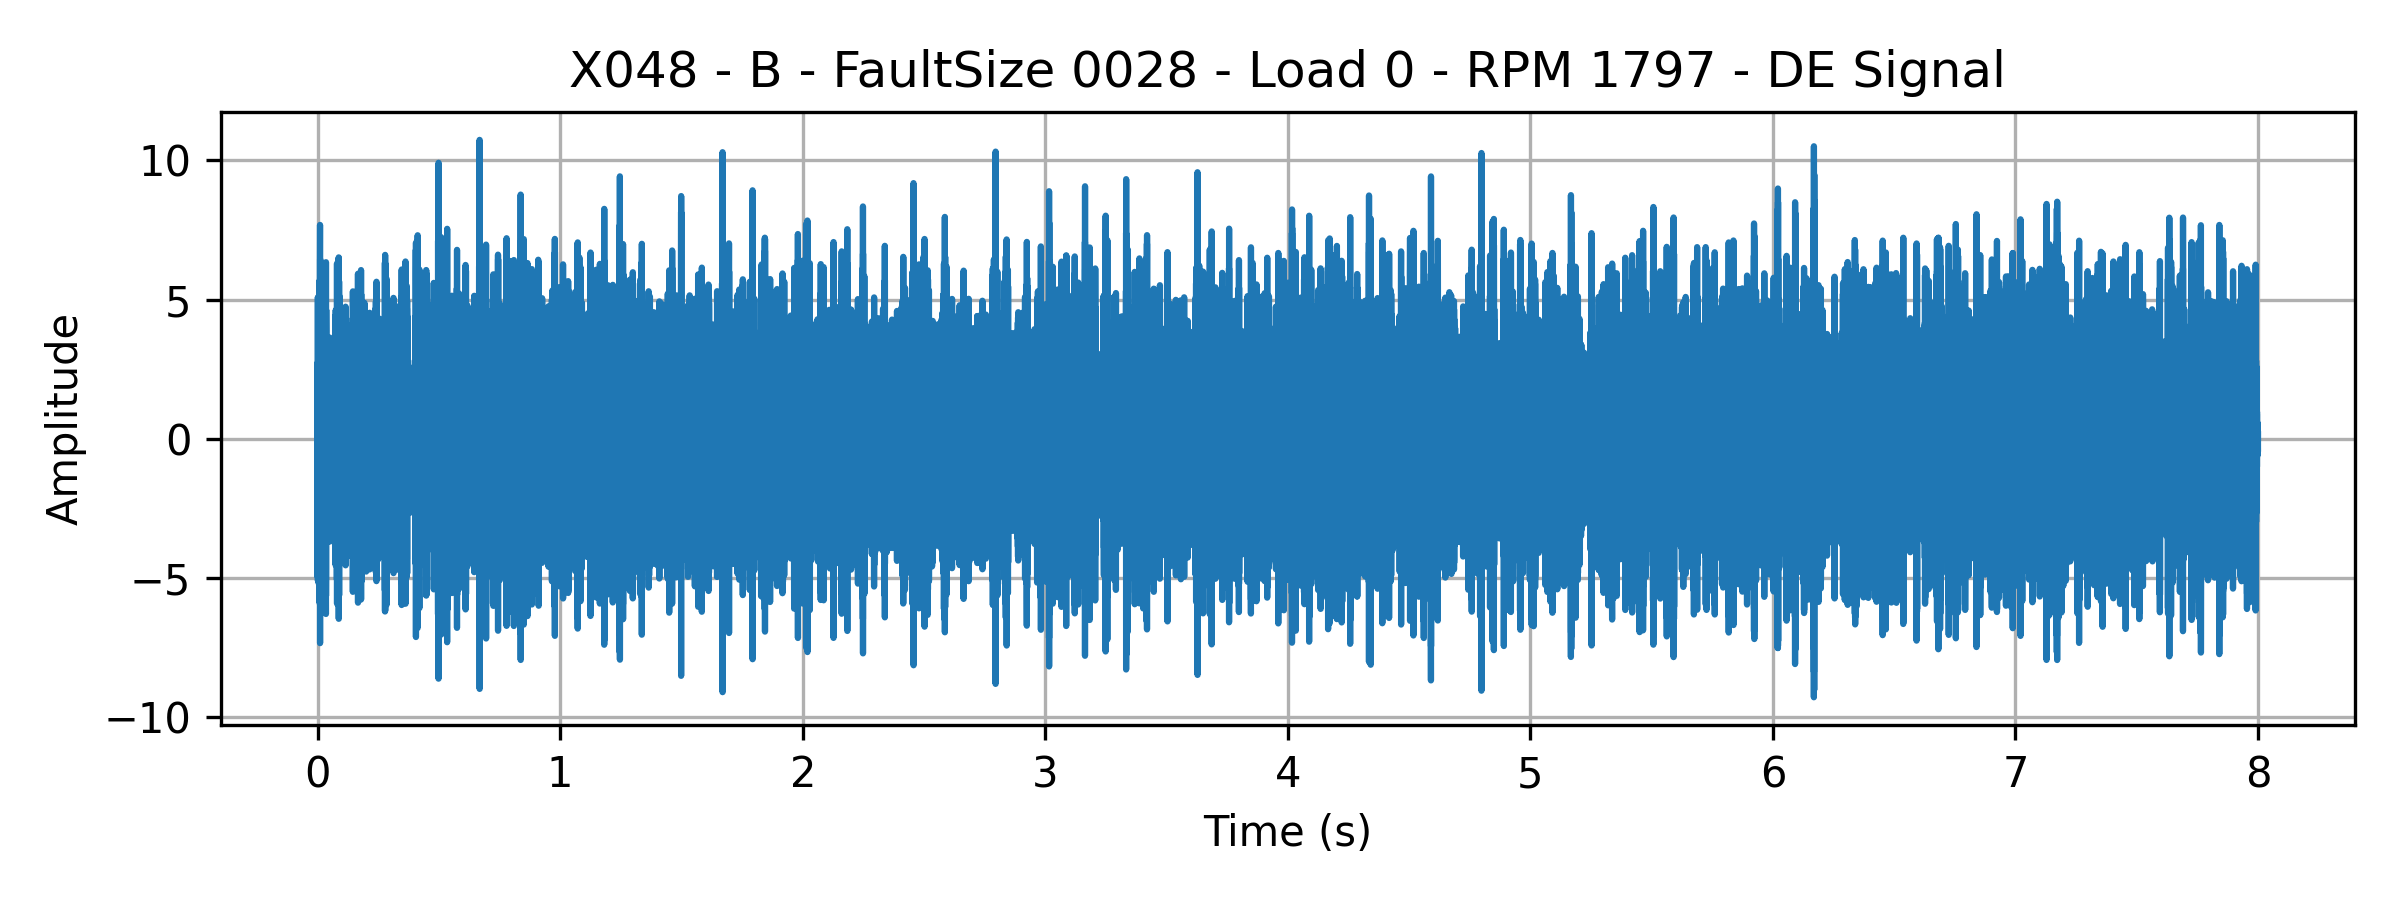 X048 - B - FaultSize 0028 - Load 0 - RPM 1797 - DE Signal
10
5
0
−5
−10
Amplitude
0 1 2 3 4 5 6 7 8
Time (s)